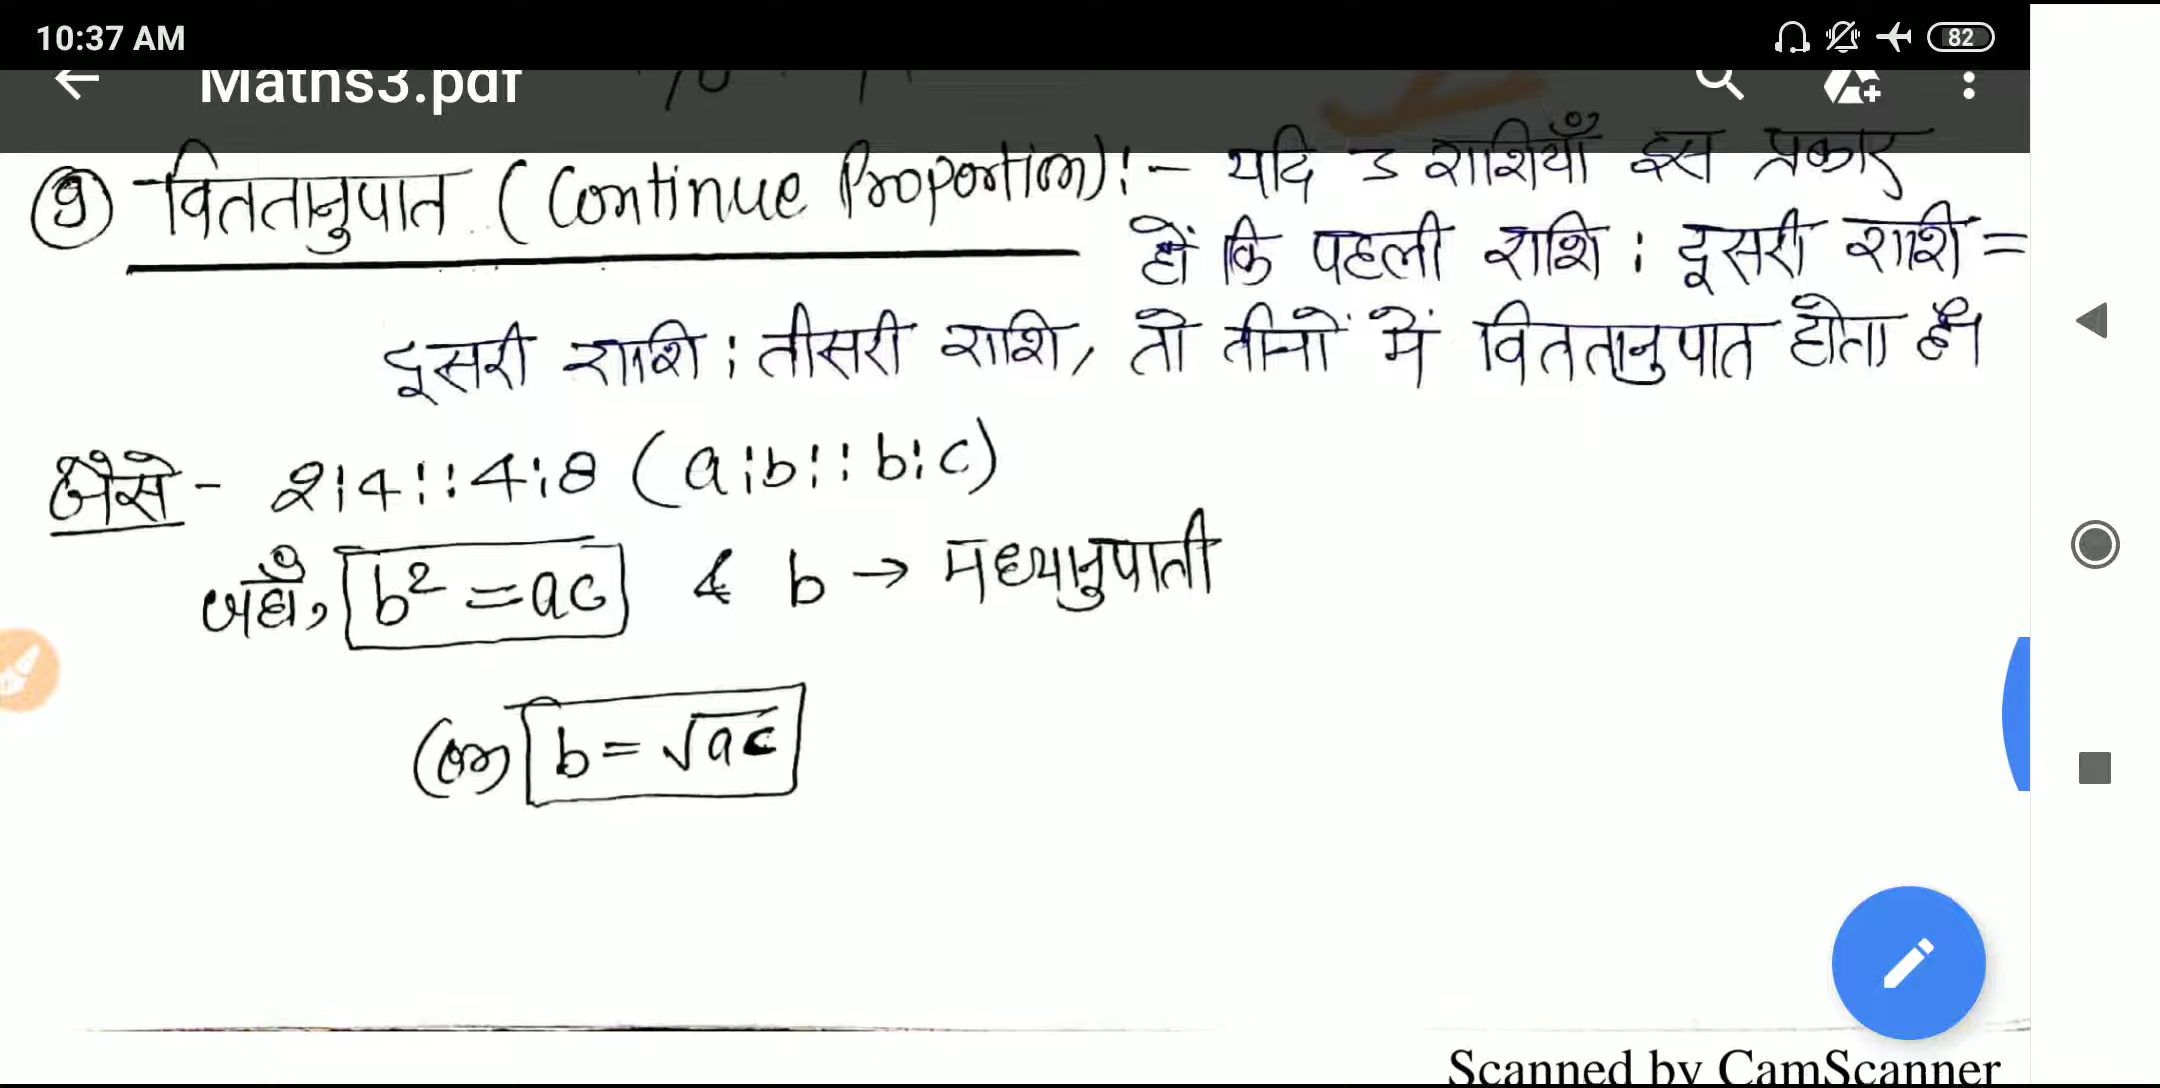 10:37 AM
82
Maths3.pdf
(9) विततानुपात (Continue Proportion):- यदि 3 राशियाँ इस प्रकार
हों कि पहली राशि : दूसरी राशि =
दूसरी राशि : तीसरी राशि, तो तीनों में विततानुपात होता है।
जैसे - 2:4::4:8 (a:b::b:c)
जहाँ, b² = ac & b → मध्यानुपाती
(or) b = √ac
Scanned by CamScanner